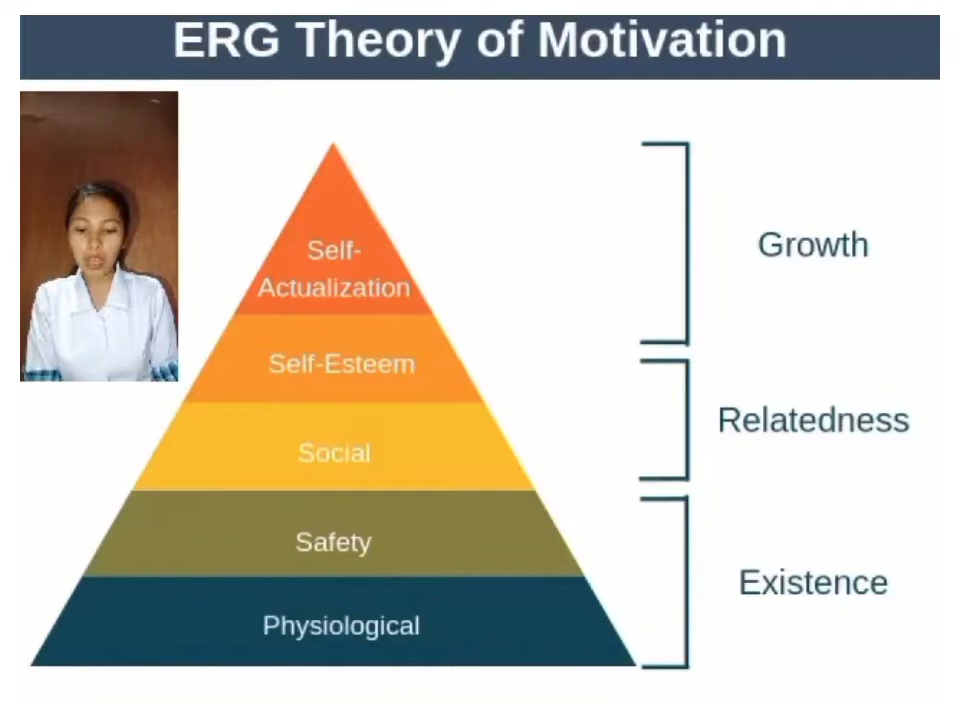 ERG Theory of Motivation
Self-
Actualization
Self-Esteem
Social
Safety
Physiological
Growth
Relatedness
Existence